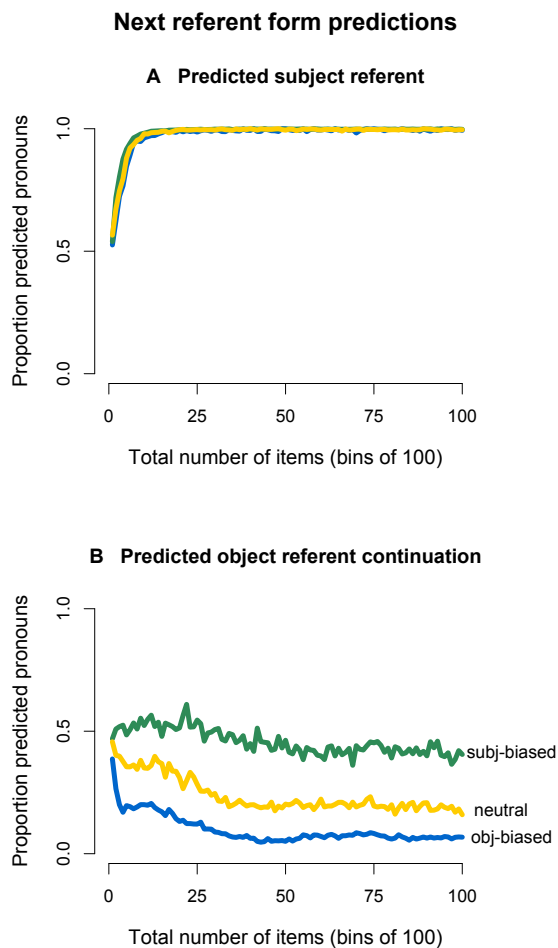 Next referent form predictions
A Predicted subject referent
Proportion predicted pronouns
1.0
0.5
0.0
0 25 50 75 100
Total number of items (bins of 100)
B Predicted object referent continuation
Proportion predicted pronouns
1.0
0.5
0.0
subj-biased
neutral
obj-biased
0 25 50 75 100
Total number of items (bins of 100)